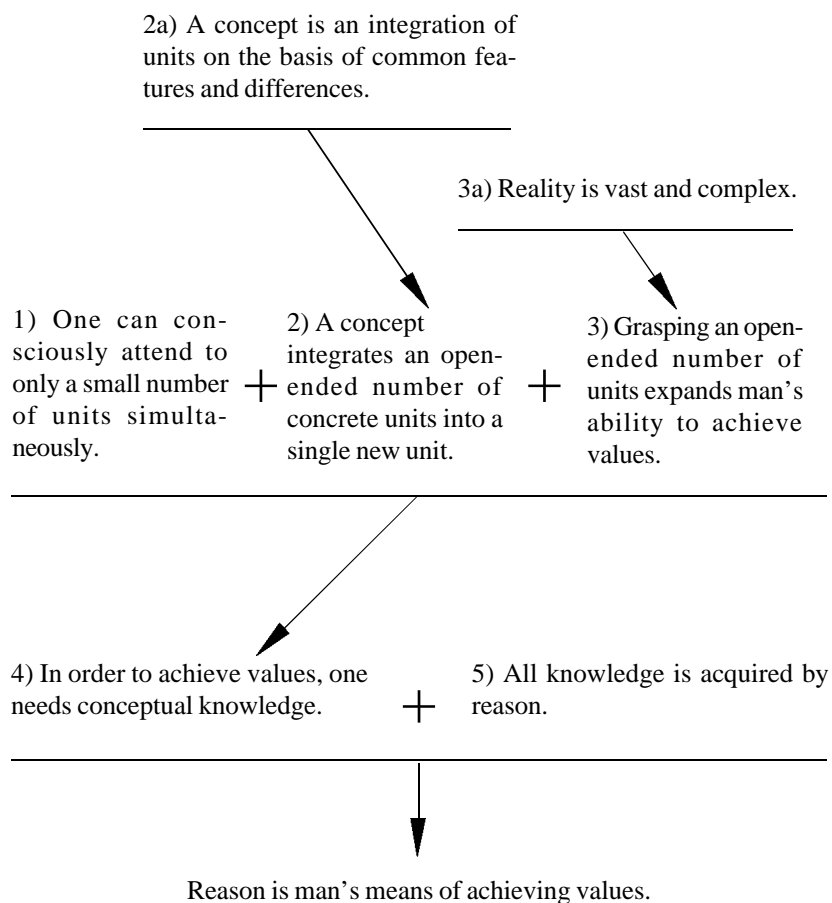 2a) A concept is an integration of
units on the basis of common fea-
tures and differences.
3a) Reality is vast and complex.
1) One can con-
sciously attend to
only a small number
of units simulta-
neously.
+
2) A concept
integrates an open-
ended number of
concrete units into a
single new unit.
+
3) Grasping an open-
ended number of
units expands man's
ability to achieve
values.
4) In order to achieve values, one
needs conceptual knowledge.
+
5) All knowledge is acquired by
reason.
Reason is man's means of achieving values.